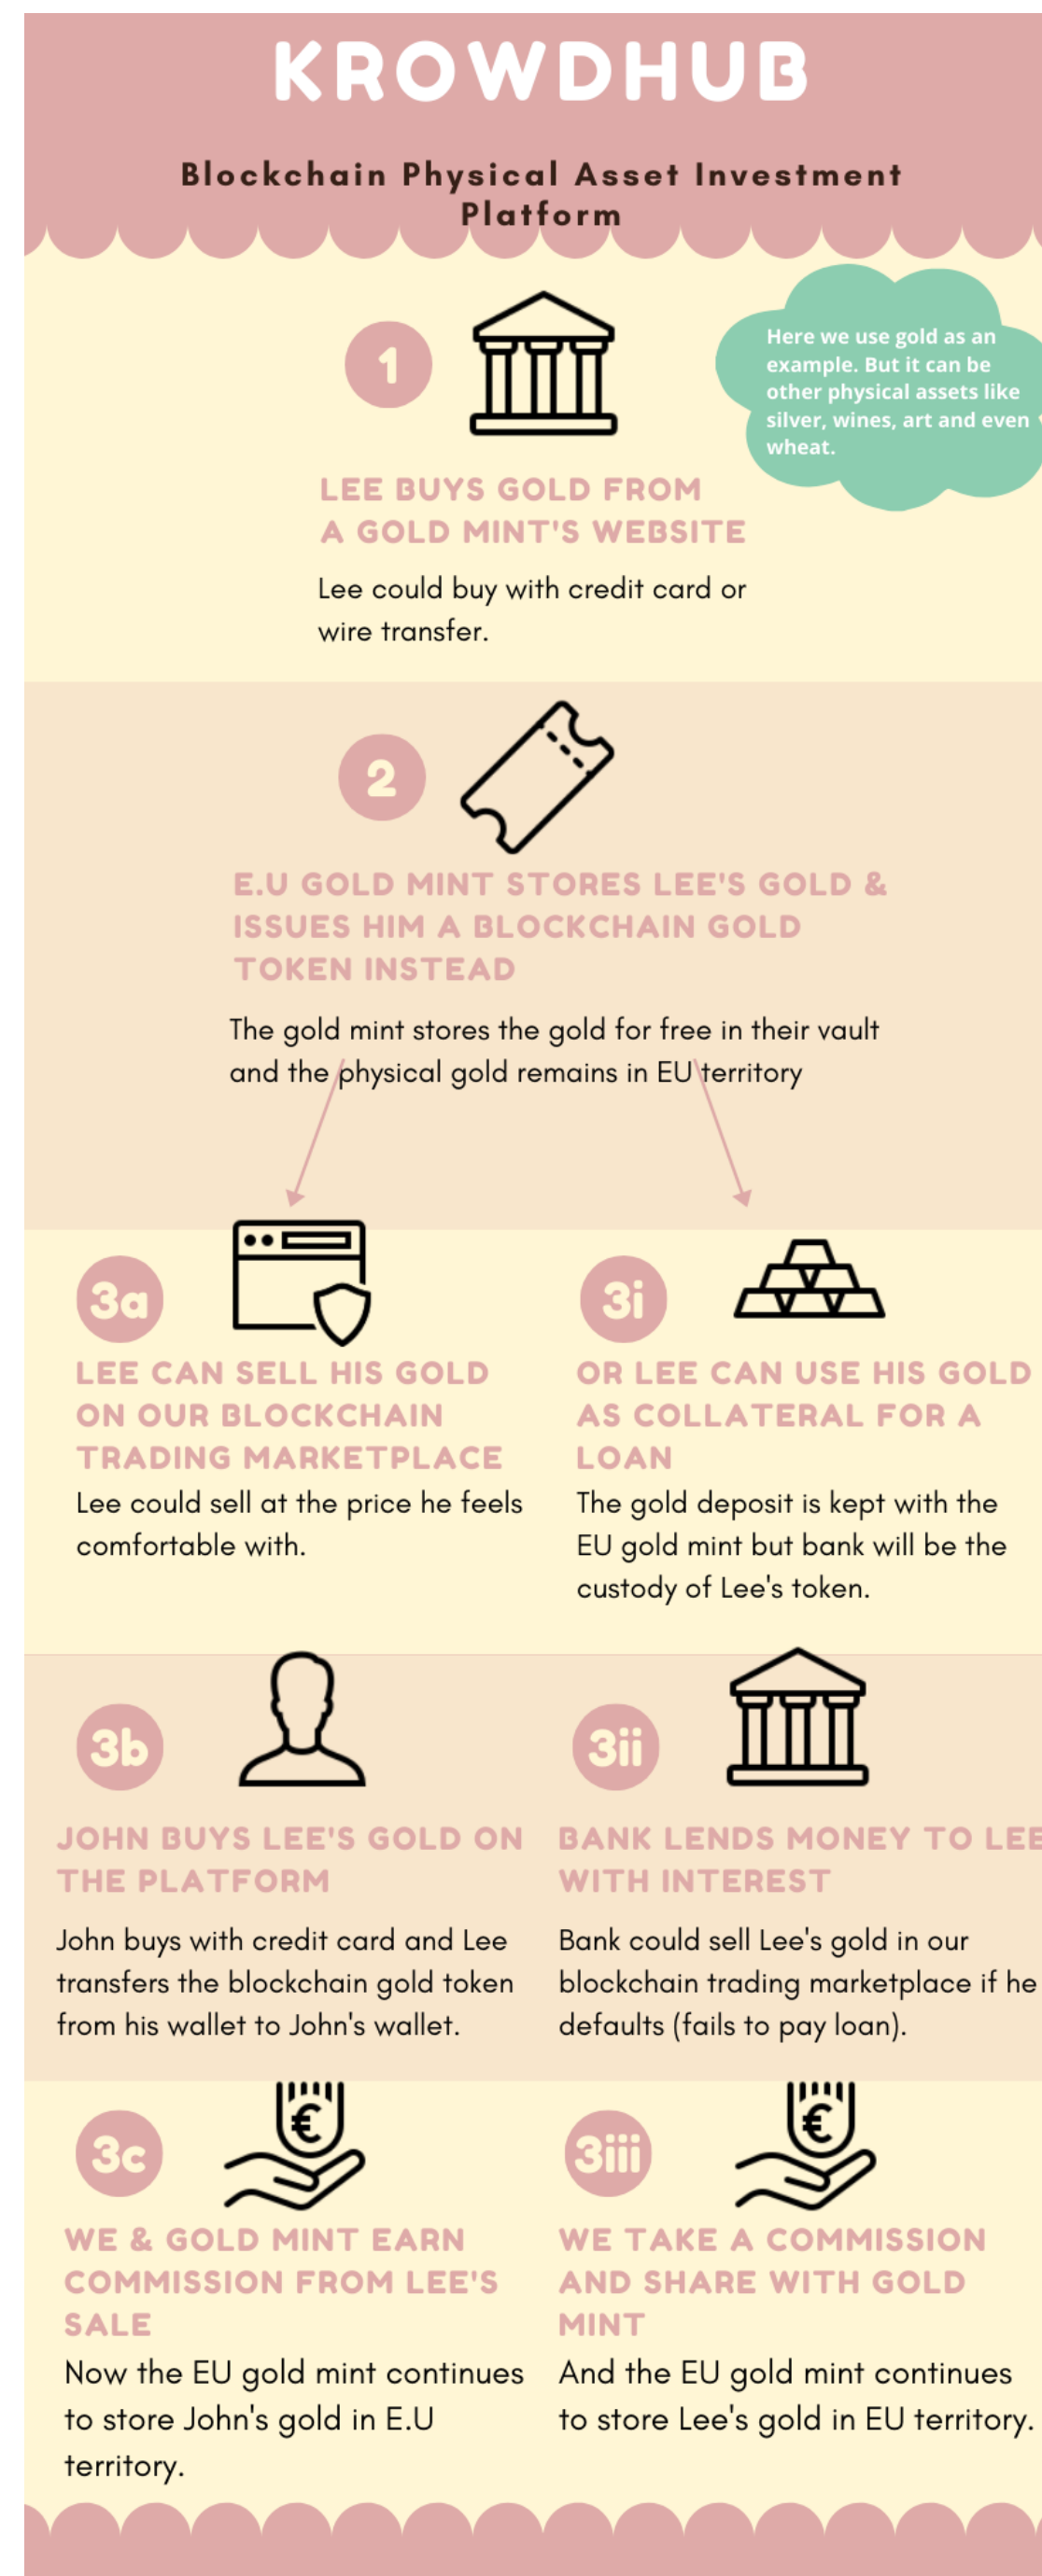 KROWDHUB
Blockchain Physical Asset Investment
Platform
1
Here we use gold as an
example. But it can be
other physical assets like
silver, wines, art and even
wheat.
LEE BUYS GOLD FROM
A GOLD MINT'S WEBSITE
Lee could buy with credit card or
wire transfer.
2
E.U GOLD MINT STORES LEE'S GOLD &
ISSUES HIM A BLOCKCHAIN GOLD
TOKEN INSTEAD
The gold mint stores the gold for free in their vault
and the physical gold remains in EU territory
3a
LEE CAN SELL HIS GOLD
ON OUR BLOCKCHAIN
TRADING MARKETPLACE
Lee could sell at the price he feels
comfortable with.
3i
OR LEE CAN USE HIS GOLD
AS COLLATERAL FOR A
LOAN
The gold deposit is kept with the
EU gold mint but bank will be the
custody of Lee's token.
3b
JOHN BUYS LEE'S GOLD ON
THE PLATFORM
John buys with credit card and Lee
transfers the blockchain gold token
from his wallet to John's wallet.
3ii
BANK LENDS MONEY TO LEE
WITH INTEREST
Bank could sell Lee's gold in our
blockchain trading marketplace if he
defaults (fails to pay loan).
3c
€
WE & GOLD MINT EARN
COMMISSION FROM LEE'S
SALE
Now the EU gold mint continues
to store John's gold in E.U
territory.
3iii
€
WE TAKE A COMMISSION
AND SHARE WITH GOLD
MINT
And the EU gold mint continues
to store Lee's gold in EU territory.